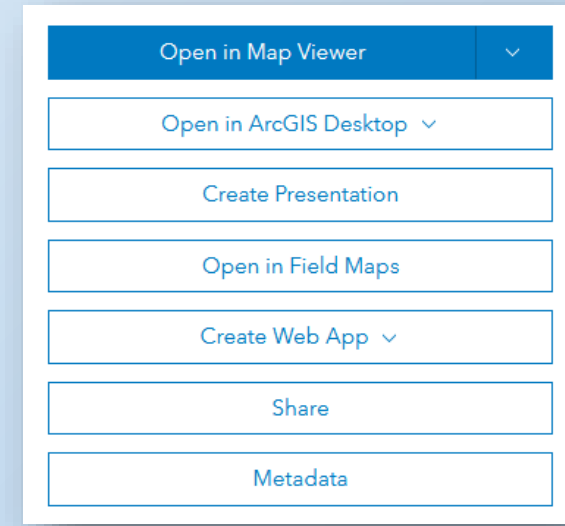 Open in Map Viewer
Open in ArcGIS Desktop
Create Presentation
Open in Field Maps
Create Web App
Share
Metadata